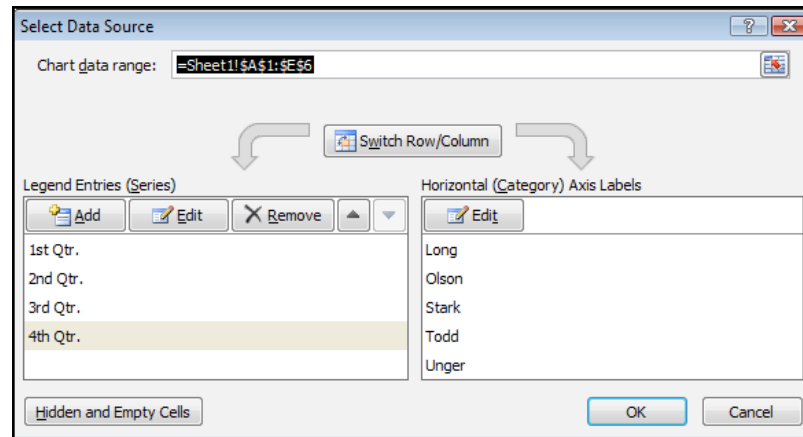 Select Data Source
Chart data range: =Sheet1!$A$1:$E$6
Switch Row/Column
Legend Entries (Series)
Add Edit Remove
1st Qtr.
2nd Qtr.
3rd Qtr.
4th Qtr.
Horizontal (Category) Axis Labels
Edit
Long
Olson
Stark
Todd
Unger
Hidden and Empty Cells
OK Cancel